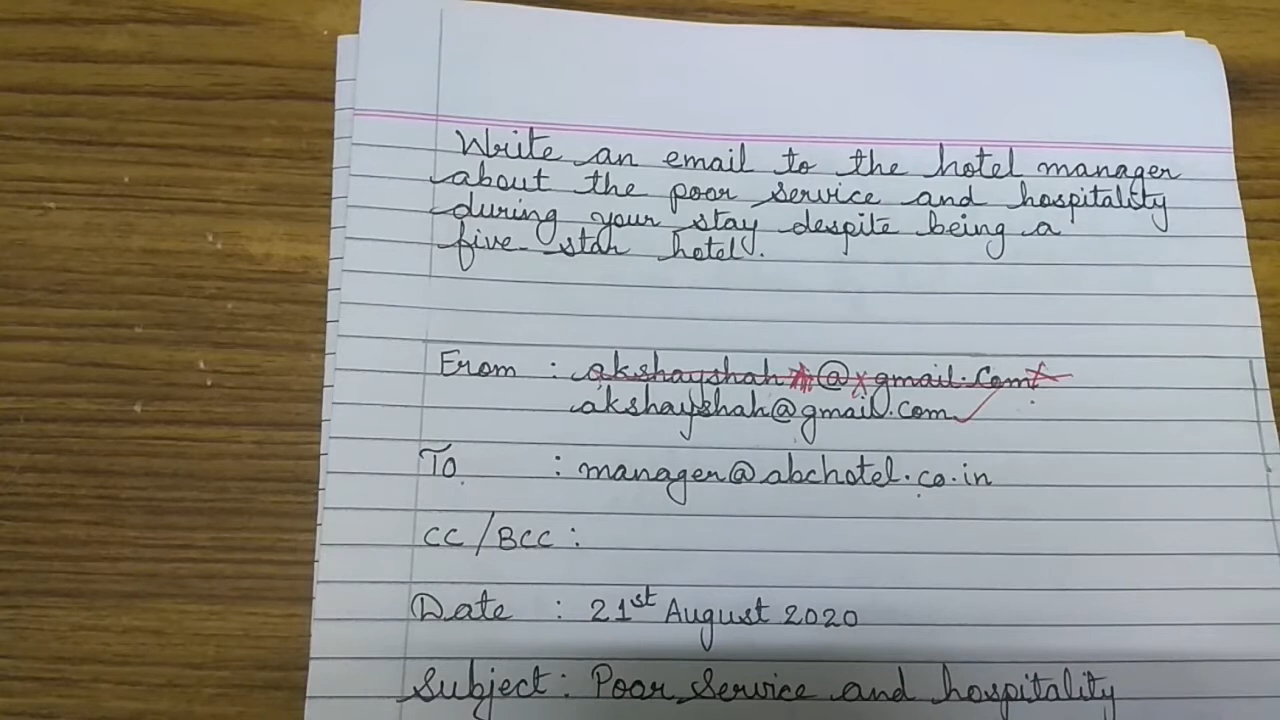 Write an email to the hotel manager
about the poor service and hospitality
during your stay despite being a
five-star hotel.
From : akshayshah @ gmail.com
akshayshah@gmail.com
To : manager@abchotel.co.in
CC/BCC :
Date : 21st August 2020
Subject : Poor Service and hospitality